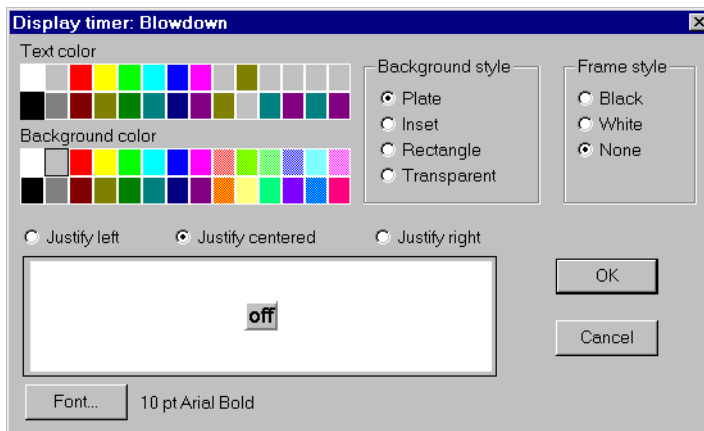 Display timer: Blowdown
Text color
Background color
Background style
Plate
Inset
Rectangle
Transparent
Frame style
Black
White
None
Justify left
Justify centered
Justify right
off
OK
Cancel
Font...
10 pt Arial Bold